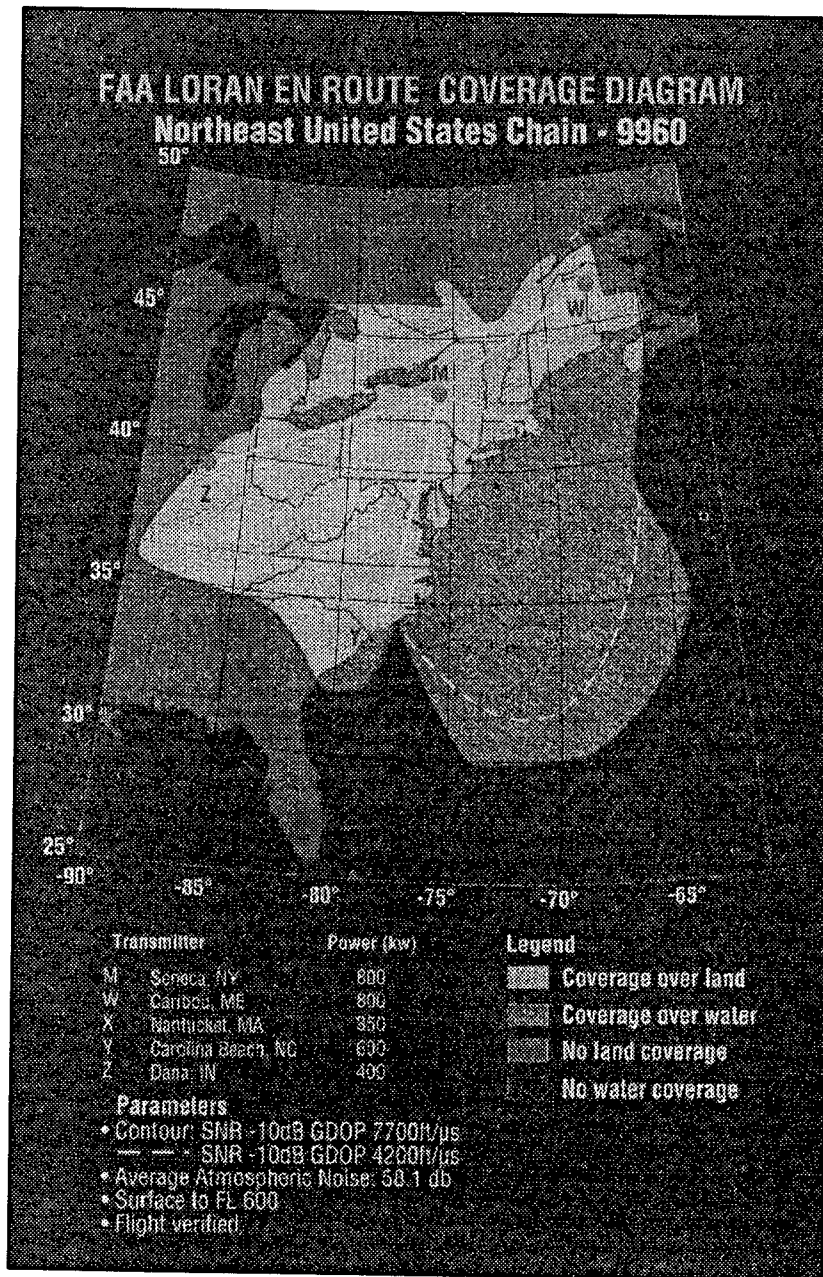 FAA LORAN EN ROUTE COVERAGE DIAGRAM
Northeast United States Chain - 9960
50°
45°
W
M
40°
Z
35°
Y
30°
25°
-90° -85° -80° -75° -70° -65°
Transmitter Power (kw)
M Seneca, NY 800
W Caribou, ME 800
X Nantucket, MA 350
Y Carolina Beach, NC 600
Z Dana, IN 400
Legend
Coverage over land
Coverage over water
No land coverage
No water coverage
Parameters
• Contour: SNR -10dB GDOP 7700ft/µs
— — - SNR -10dB GDOP 4200ft/µs
• Average Atmospheric Noise: 58.1 db
• Surface to FL 600
• Flight verified